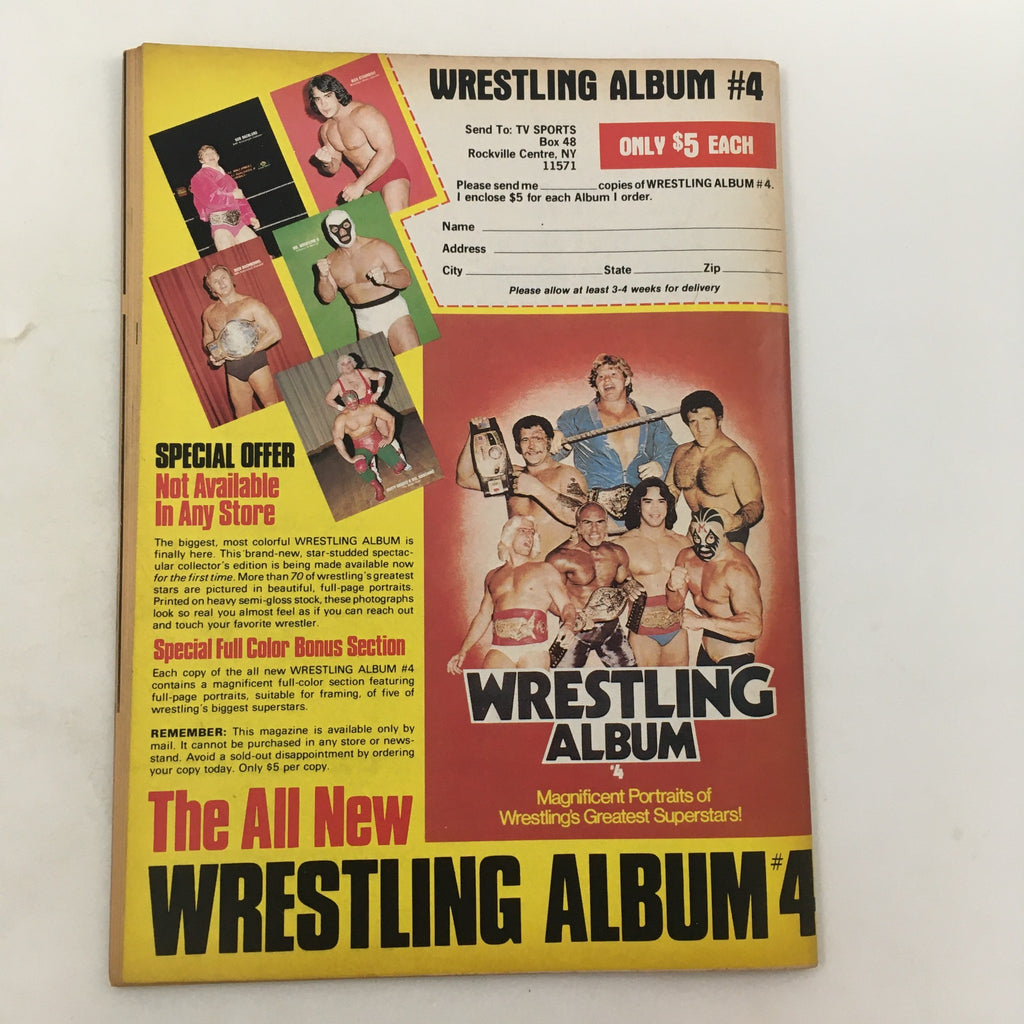 WRESTLING ALBUM #4
Send To: TV SPORTS
Box 48
Rockville Centre, NY
11571
ONLY $5 EACH
Please send me ________ copies of WRESTLING ALBUM #4.
I enclose $5 for each Album I order.
Name
Address
City State Zip
Please allow at least 3-4 weeks for delivery
SPECIAL OFFER
Not Available
In Any Store
The biggest, most colorful WRESTLING ALBUM is
finally here. This brand-new, star-studded spectac-
ular collector's edition is being made available now
for the first time. More than 70 of wrestling's greatest
stars are pictured in beautiful, full-page portraits.
Printed on heavy semi-gloss stock, these photographs
look so real you almost feel as if you can reach out
and touch your favorite wrestler.
Special Full Color Bonus Section
Each copy of the all new WRESTLING ALBUM #4
contains a magnificent full-color section featuring
full-page portraits, suitable for framing, of five of
wrestling's biggest superstars.
REMEMBER: This magazine is available only by
mail. It cannot be purchased in any store or news-
stand. Avoid a sold-out disappointment by ordering
your copy today. Only $5 per copy.
WRESTLING
ALBUM
#4
Magnificent Portraits of
Wrestling's Greatest Superstars!
The All New
WRESTLING ALBUM #4